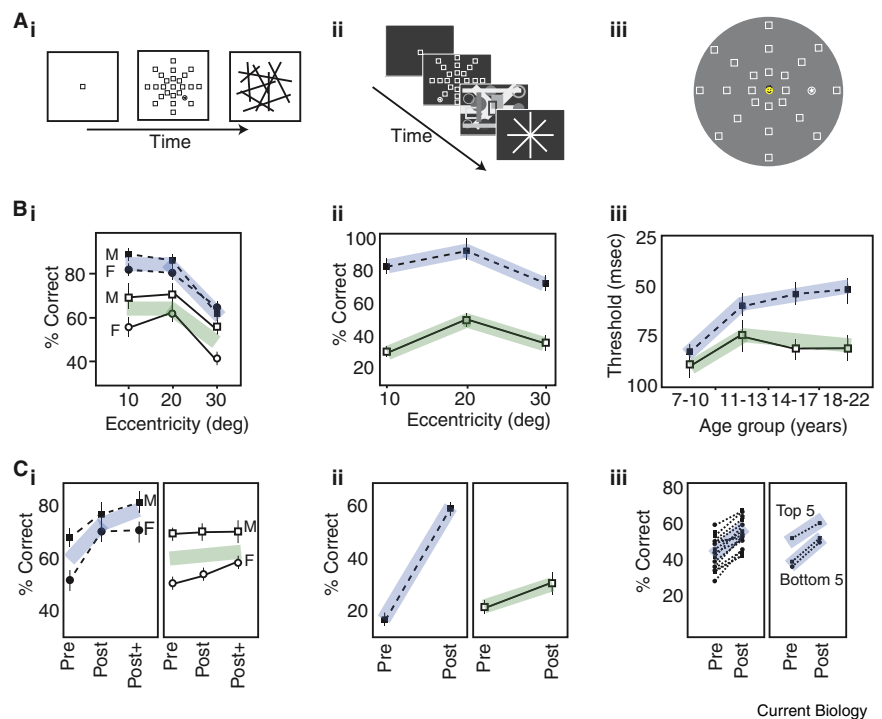 A i
ii
iii
Time
Time
B i
ii
iii
M
F
M
F
80
60
40
% Correct
10 20 30
Eccentricity (deg)
100
80
60
40
20
% Correct
10 20 30
Eccentricity (deg)
25
50
75
100
Threshold (msec)
7-10 11-13 14-17 18-22
Age group (years)
C i
ii
iii
80
60
40
% Correct
M
F
M
F
Pre Post Post+
Pre Post Post+
60
40
20
% Correct
Pre Post
Pre Post
80
60
40
20
% Correct
Top 5
Bottom 5
Pre Post
Pre Post
Current Biology